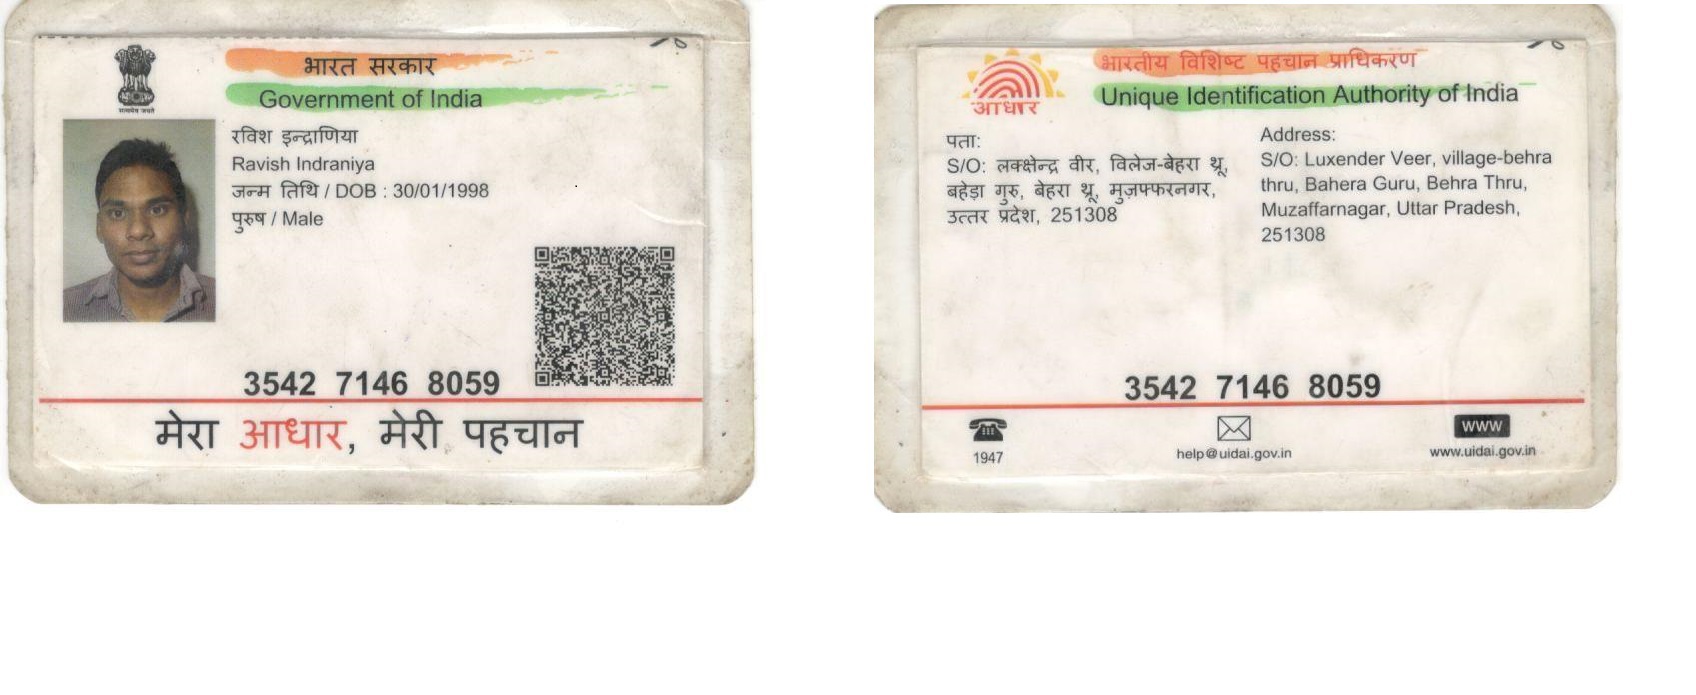 भारत सरकार
Government of India
सत्यमेव जयते
रविश इन्द्राणिया
Ravish Indraniya
जन्म तिथि / DOB : 30/01/1998
पुरुष / Male
3542 7146 8059
मेरा आधार, मेरी पहचान
भारतीय विशिष्ट पहचान प्राधिकरण
Unique Identification Authority of India
आधार
पता:
S/O: लक्क्षेन्द्र वीर, विलेज-बेहरा थ्रू,
बहेड़ा गुरु, बेहरा थ्रू, मुज़फ्फरनगर,
उत्तर प्रदेश, 251308
Address:
S/O: Luxender Veer, village-behra
thru, Bahera Guru, Behra Thru,
Muzaffarnagar, Uttar Pradesh,
251308
3542 7146 8059
1947
help@uidai.gov.in
WWW
www.uidai.gov.in